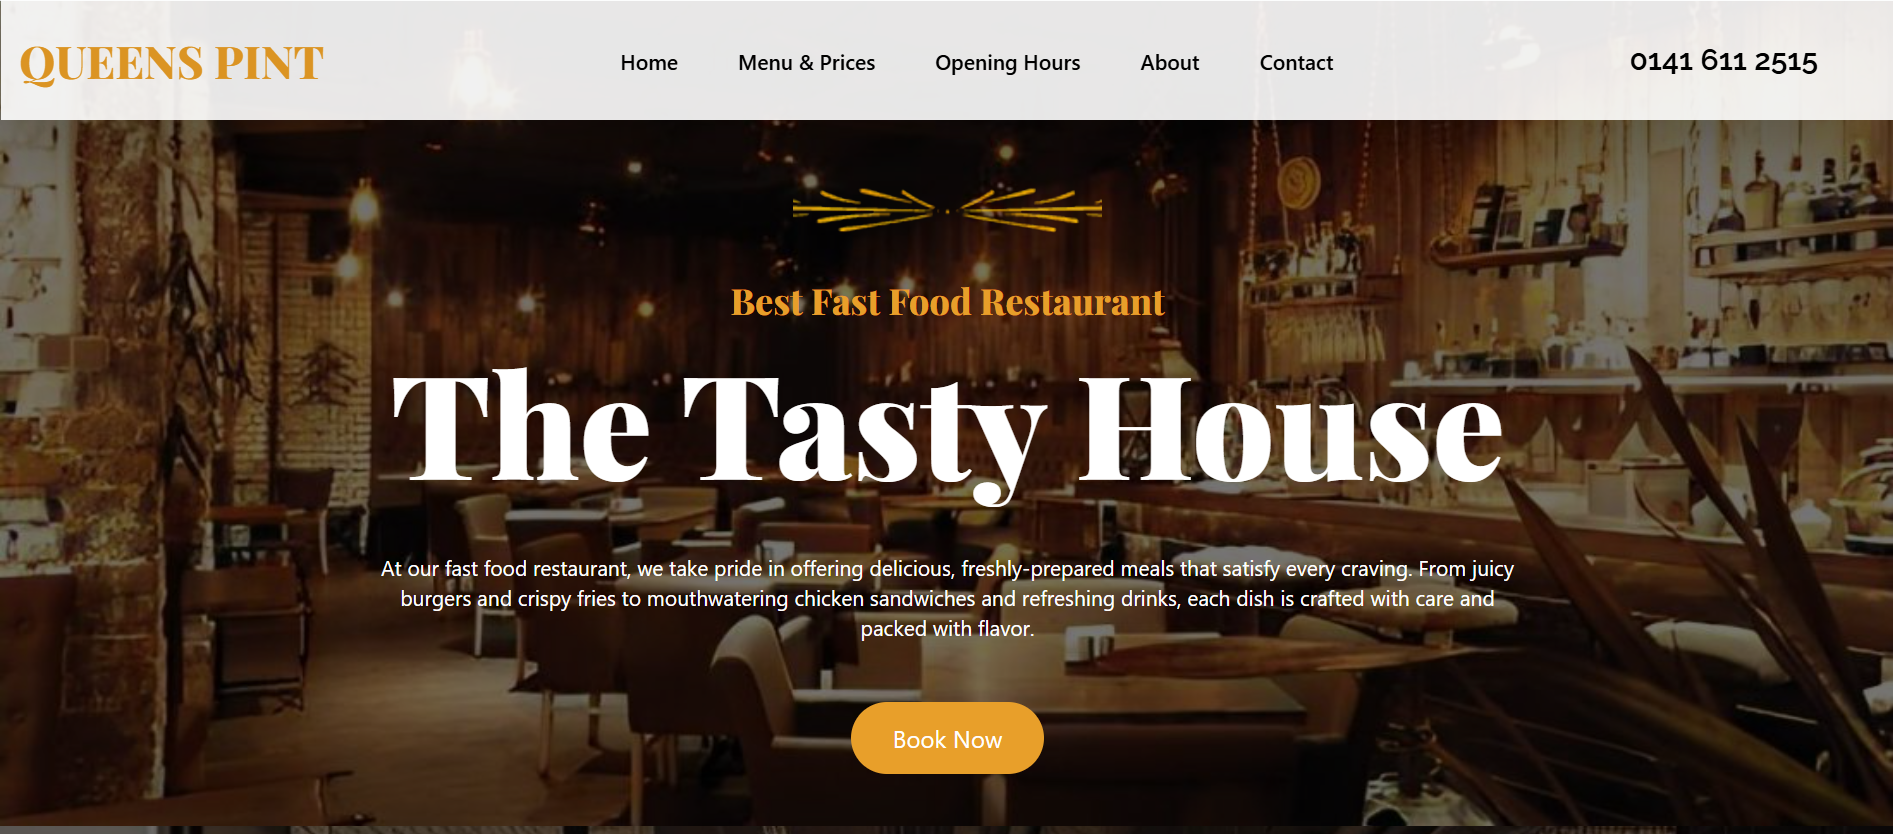 QUEENS PINT
Home
Menu & Prices
Opening Hours
About
Contact
0141 611 2515
Best Fast Food Restaurant
The Tasty House
At our fast food restaurant, we take pride in offering delicious, freshly-prepared meals that satisfy every craving. From juicy
burgers and crispy fries to mouthwatering chicken sandwiches and refreshing drinks, each dish is crafted with care and
packed with flavor.
Book Now